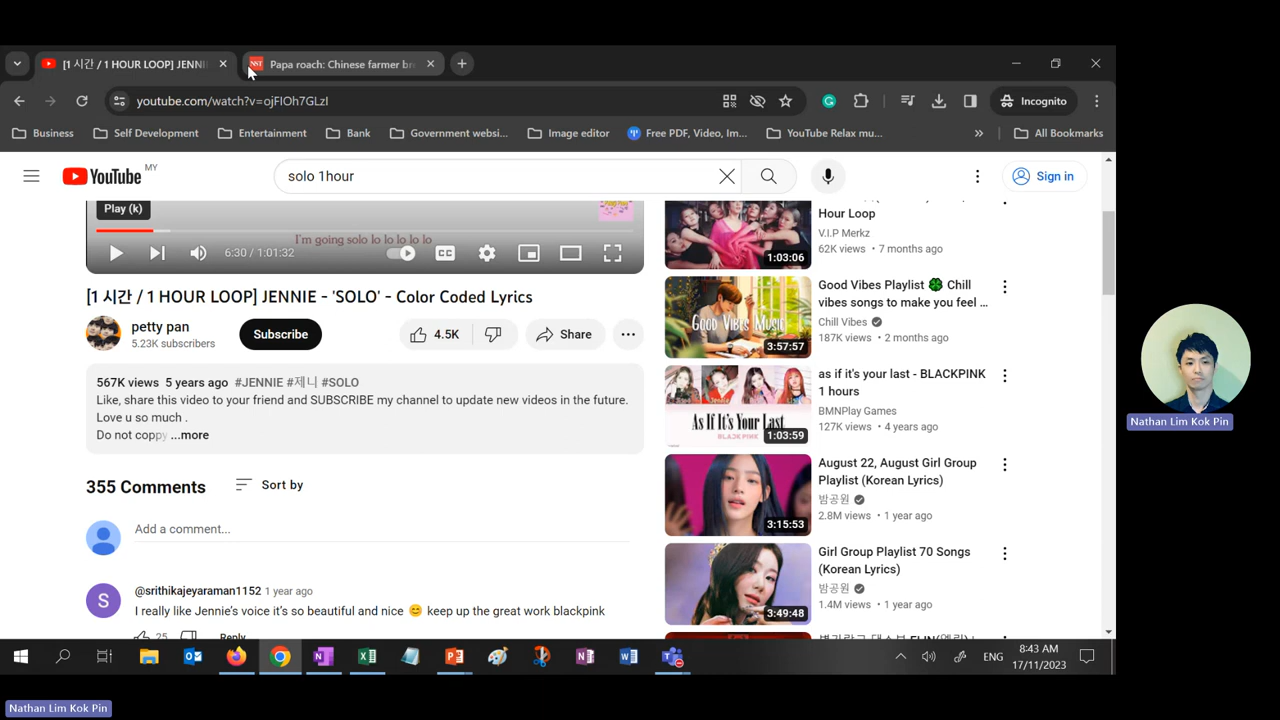 [1 시간 / 1 HOUR LOOP] JENNI
Papa roach: Chinese farmer br
youtube.com/watch?v=ojFIOh7GLzI
Incognito
Business
Self Development
Entertainment
Bank
Government websi...
Image editor
Free PDF, Video, Im...
YouTube Relax mu...
»
All Bookmarks
YouTube
MY
solo 1hour
Sign in
Play (k)
I'm going solo lo lo lo lo lo
6:30 / 1:01:32
CC
[1 시간 / 1 HOUR LOOP] JENNIE - 'SOLO' - Color Coded Lyrics
petty pan
5.23K subscribers
Subscribe
4.5K
Share
567K views 5 years ago #JENNIE #제니 #SOLO
Like, share this video to your friend and SUBSCRIBE my channel to update new videos in the future.
Love u so much .
Do not coppy ...more
355 Comments
Sort by
Add a comment...
S
@srithikajeyaraman1152 1 year ago
I really like Jennie's voice it's so beautiful and nice 😊 keep up the great work blackpink
25
Reply
Hour Loop
V.I.P Merkz
62K views • 7 months ago
1:03:06
Good Vibes Playlist 🍀 Chill
vibes songs to make you feel ...
Chill Vibes
187K views • 2 months ago
GOOD VIBES MUSIC
3:57:57
as if it's your last - BLACKPINK
1 hours
BMNPlay Games
127K views • 4 years ago
As If It's Your Last
BLACKPINK
1:03:59
August 22, August Girl Group
Playlist (Korean Lyrics)
밤공원
2.8M views • 1 year ago
3:15:53
Girl Group Playlist 70 Songs
(Korean Lyrics)
밤공원
1.4M views • 1 year ago
3:49:48
ENG
8:43 AM
17/11/2023
Nathan Lim Kok Pin
Nathan Lim Kok Pin